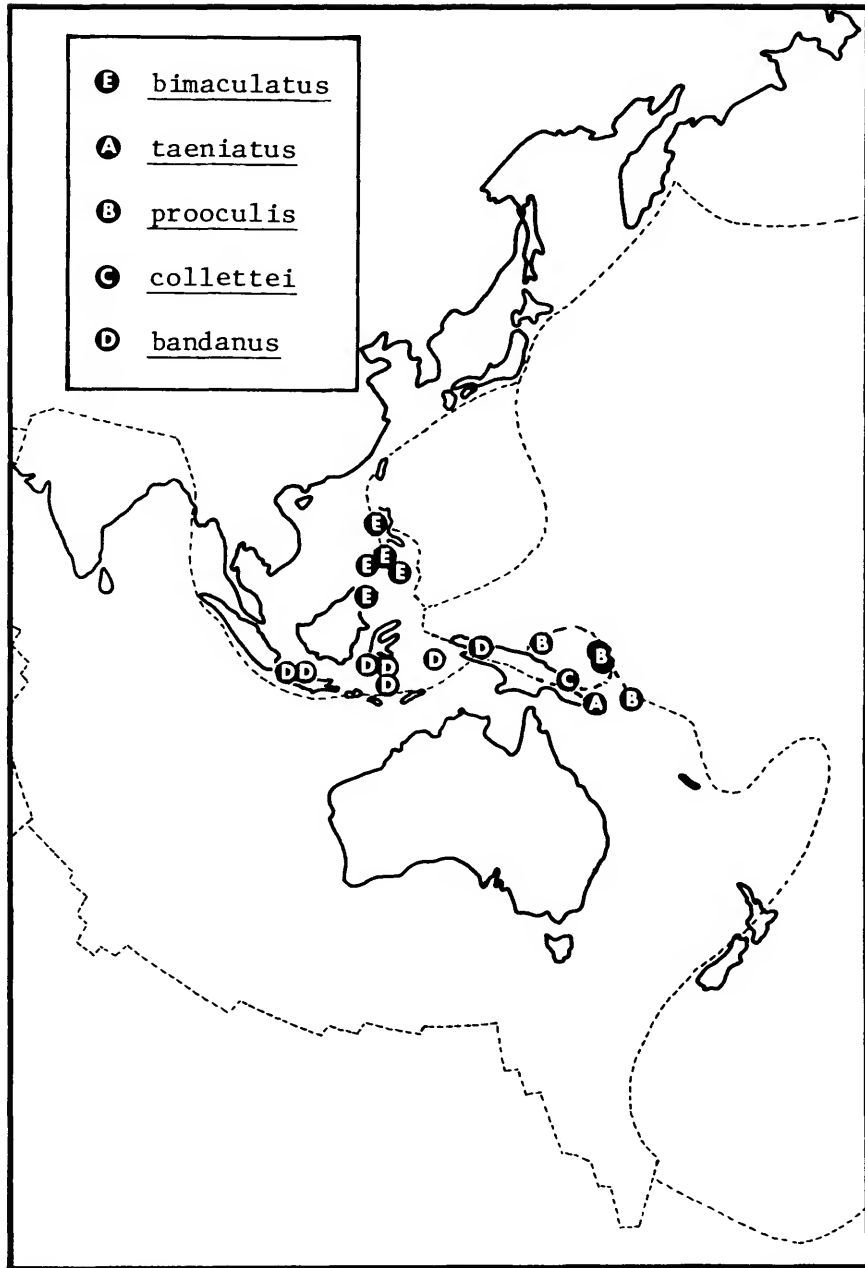 E bimaculatus
A taeniatus
B prooculis
C collettei
D bandanus
E
E
E E
E
D B B
D D D D D C
D A B